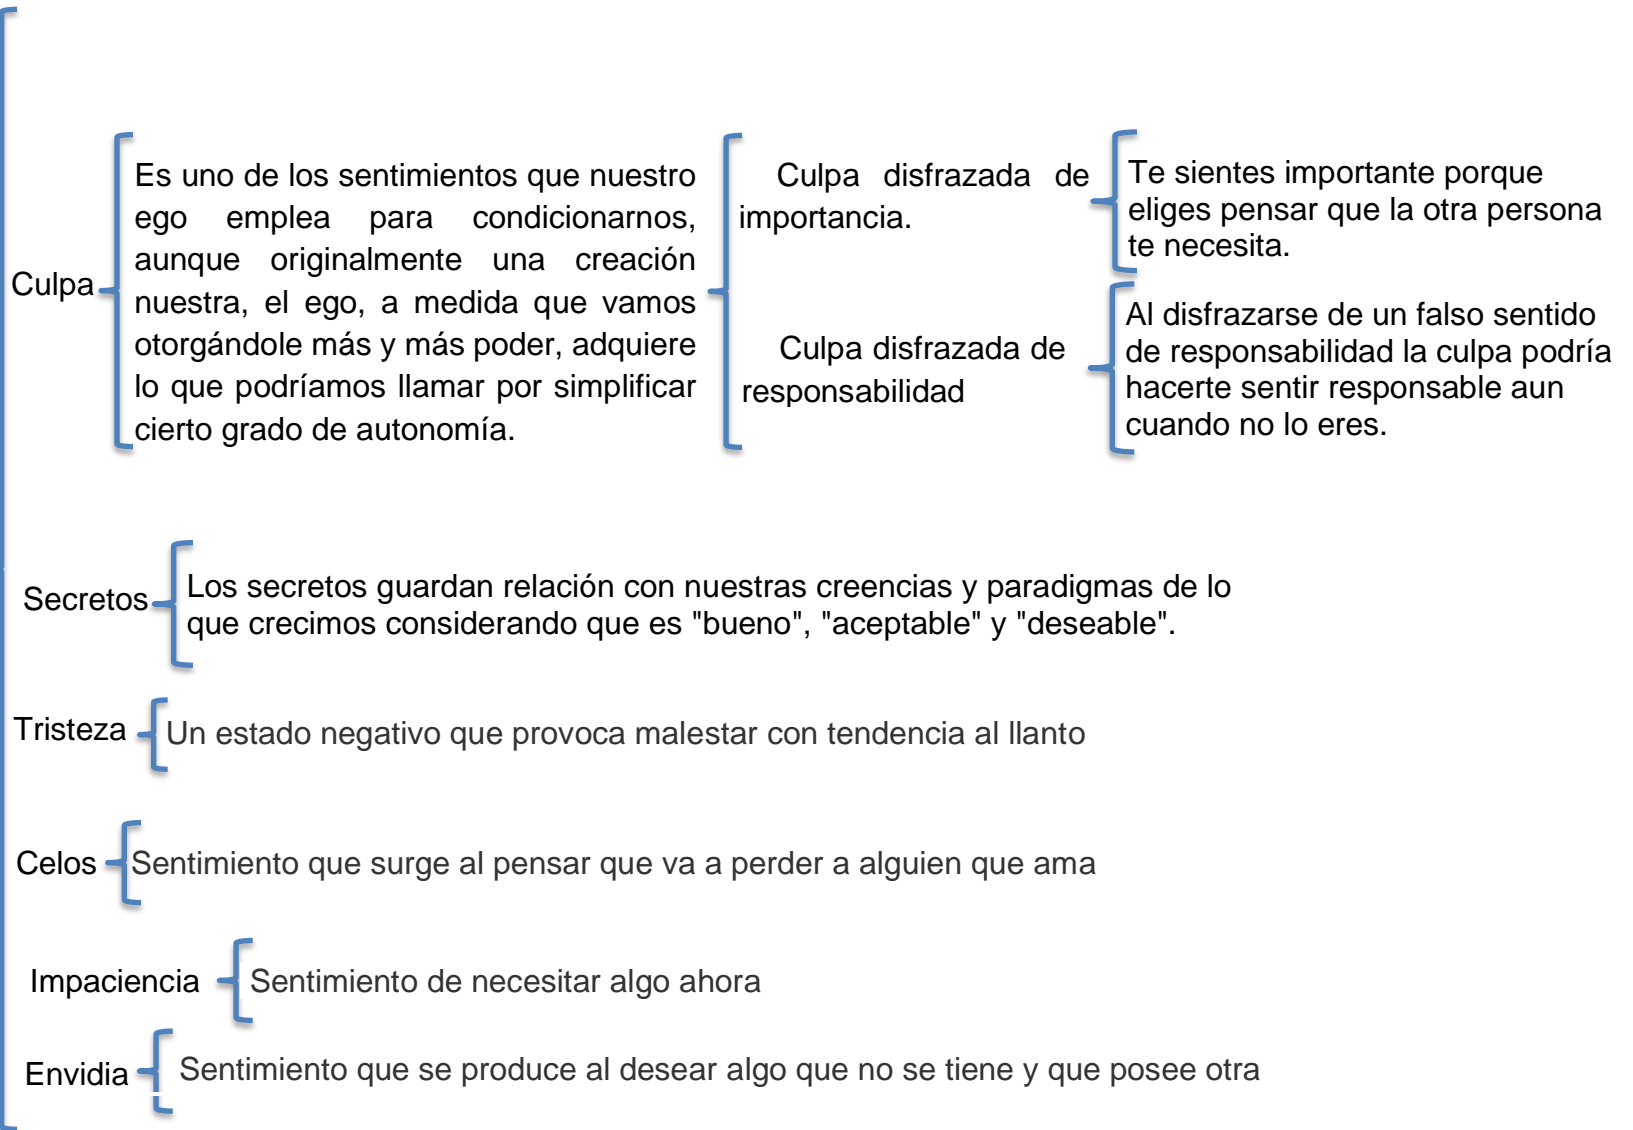 Culpa
Es uno de los sentimientos que nuestro
ego emplea para condicionarnos,
aunque originalmente una creación
nuestra, el ego, a medida que vamos
otorgándole más y más poder, adquiere
lo que podríamos llamar por simplificar
cierto grado de autonomía.
Culpa disfrazada de
importancia.
Te sientes importante porque
eliges pensar que la otra persona
te necesita.
Culpa disfrazada de
responsabilidad
Al disfrazarse de un falso sentido
de responsabilidad la culpa podría
hacerte sentir responsable aun
cuando no lo eres.
Secretos
Los secretos guardan relación con nuestras creencias y paradigmas de lo
que crecimos considerando que es "bueno", "aceptable" y "deseable".
Tristeza
Un estado negativo que provoca malestar con tendencia al llanto
Celos
Sentimiento que surge al pensar que va a perder a alguien que ama
Impaciencia
Sentimiento de necesitar algo ahora
Envidia
Sentimiento que se produce al desear algo que no se tiene y que posee otra